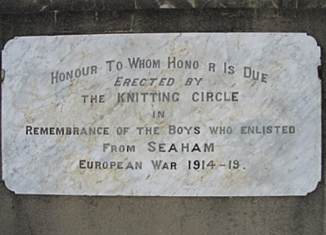 HONOUR TO WHOM HONO R IS DUE
ERECTED BY
THE KNITTING CIRCLE
IN
REMEMBRANCE OF THE BOYS WHO ENLISTED
FROM SEAHAM
EUROPEAN WAR 1914-19.